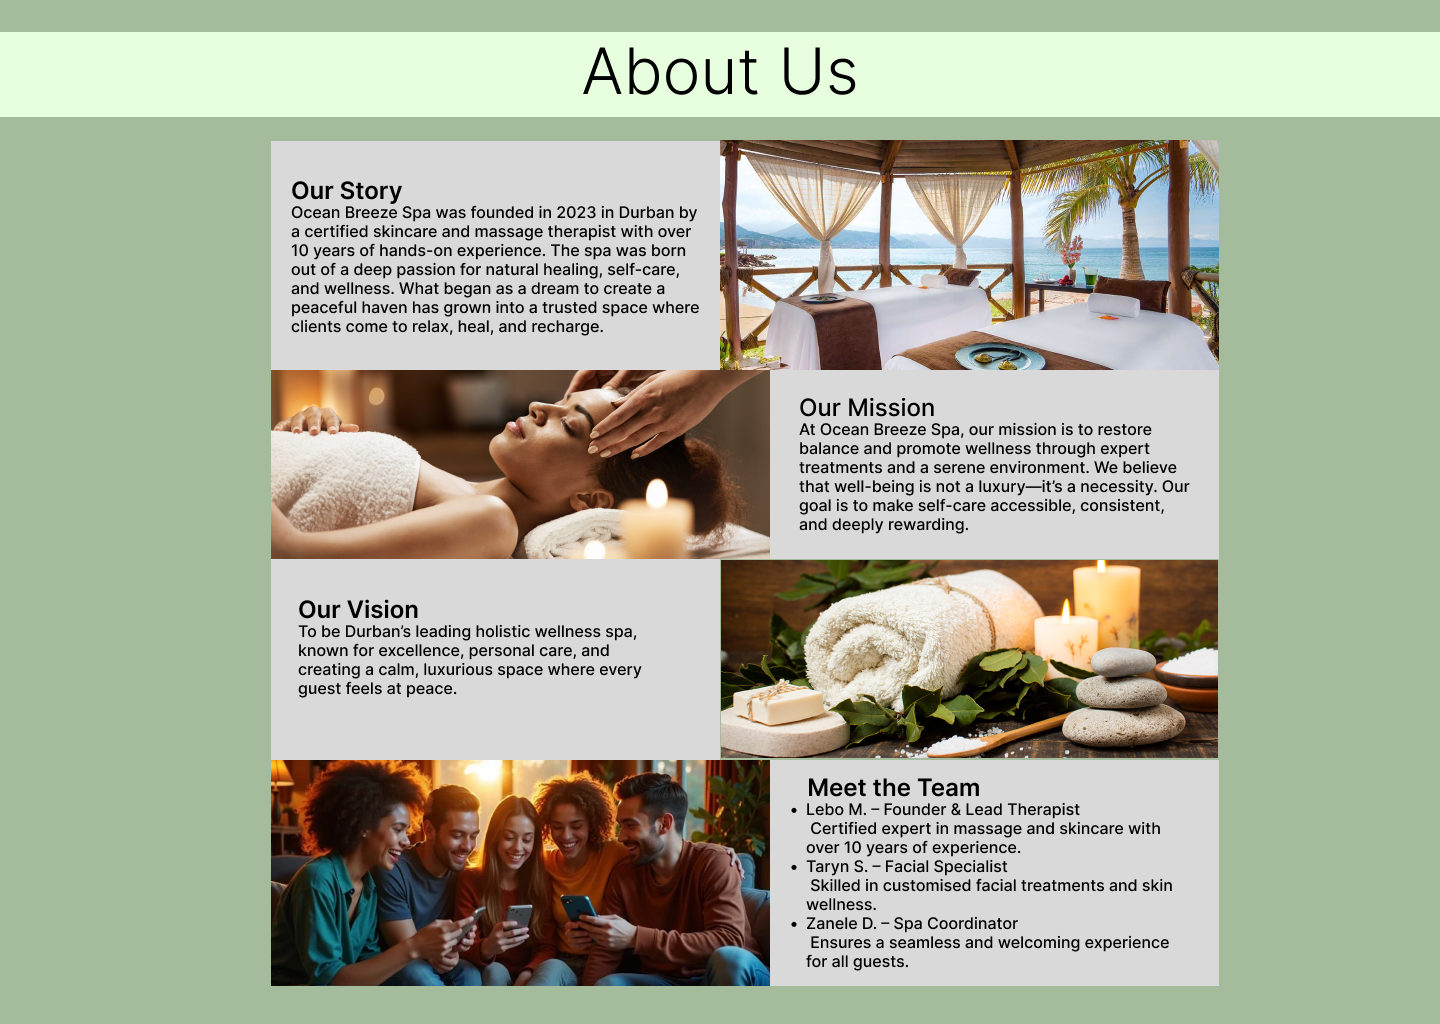 About Us
Our Story
Ocean Breeze Spa was founded in 2023 in Durban by
a certified skincare and massage therapist with over
10 years of hands-on experience. The spa was born
out of a deep passion for natural healing, self-care,
and wellness. What began as a dream to create a
peaceful haven has grown into a trusted space where
clients come to relax, heal, and recharge.
Our Mission
At Ocean Breeze Spa, our mission is to restore
balance and promote wellness through expert
treatments and a serene environment. We believe
that well-being is not a luxury—it’s a necessity. Our
goal is to make self-care accessible, consistent,
and deeply rewarding.
Our Vision
To be Durban’s leading holistic wellness spa,
known for excellence, personal care, and
creating a calm, luxurious space where every
guest feels at peace.
Meet the Team
• Lebo M. – Founder & Lead Therapist
Certified expert in massage and skincare with
over 10 years of experience.
• Taryn S. – Facial Specialist
Skilled in customised facial treatments and skin
wellness.
• Zanele D. – Spa Coordinator
Ensures a seamless and welcoming experience
for all guests.